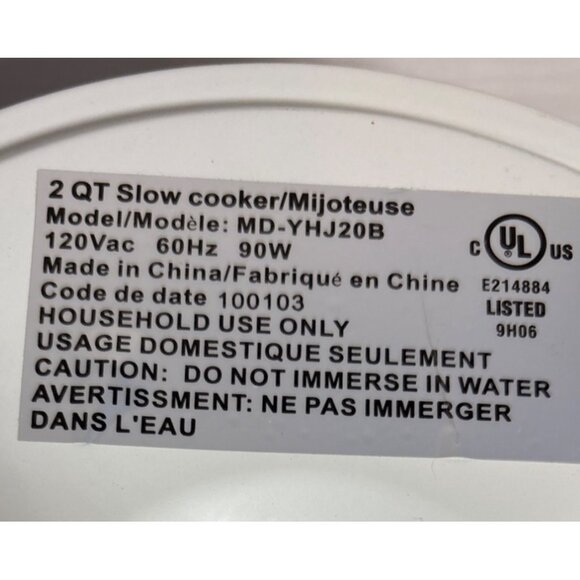 2 QT Slow cooker/Mijoteuse
Model/Modèle: MD-YHJ20B
120Vac 60Hz 90W
Made in China/Fabriqué en Chine
Code de date 100103
HOUSEHOLD USE ONLY
USAGE DOMESTIQUE SEULEMENT
CAUTION: DO NOT IMMERSE IN WATER
AVERTISSMENT: NE PAS IMMERGER
DANS L'EAU
C UL US
E214884
LISTED
9H06